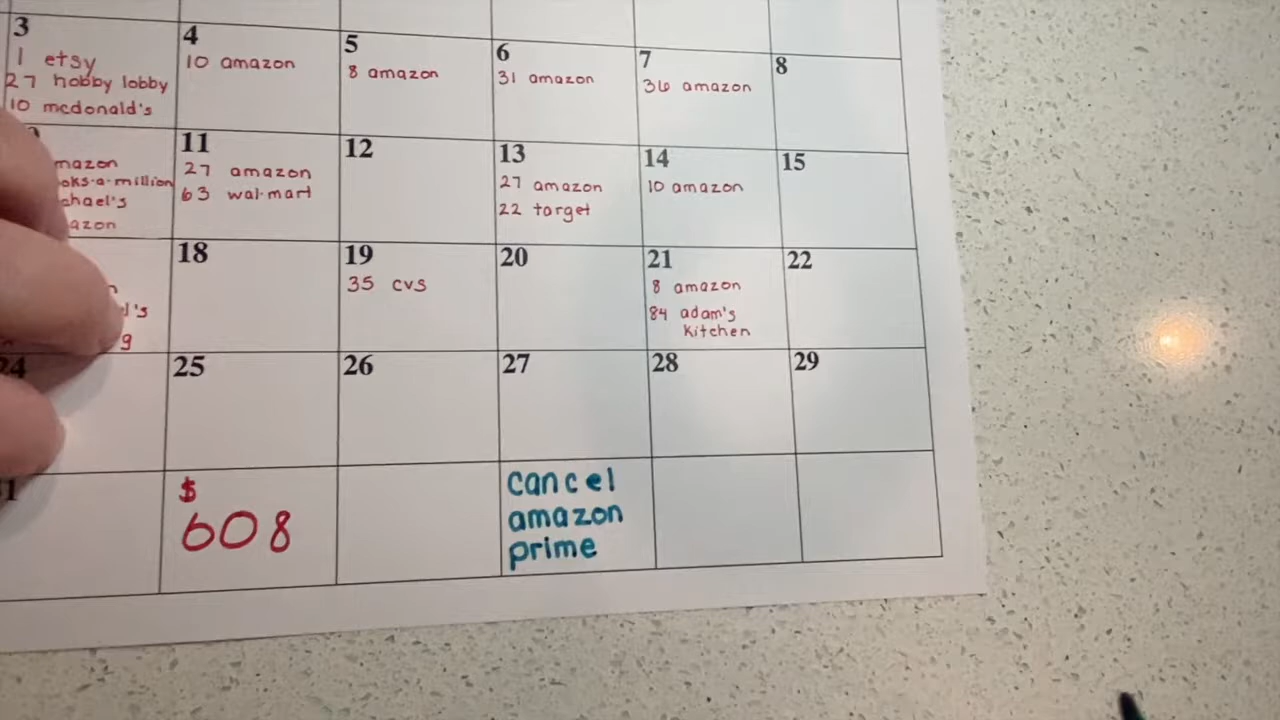 3
1 etsy
27 hobby lobby
10 mcdonald's
4
10 amazon
5
8 amazon
6
31 amazon
7
36 amazon
8
11
27 amazon
63 wal-mart
12
13
27 amazon
22 target
14
10 amazon
15
18
19
35 cvs
20
21
8 amazon
84 adam's
kitchen
22
24
25
26
27
28
29
$
608
cancel
amazon
prime